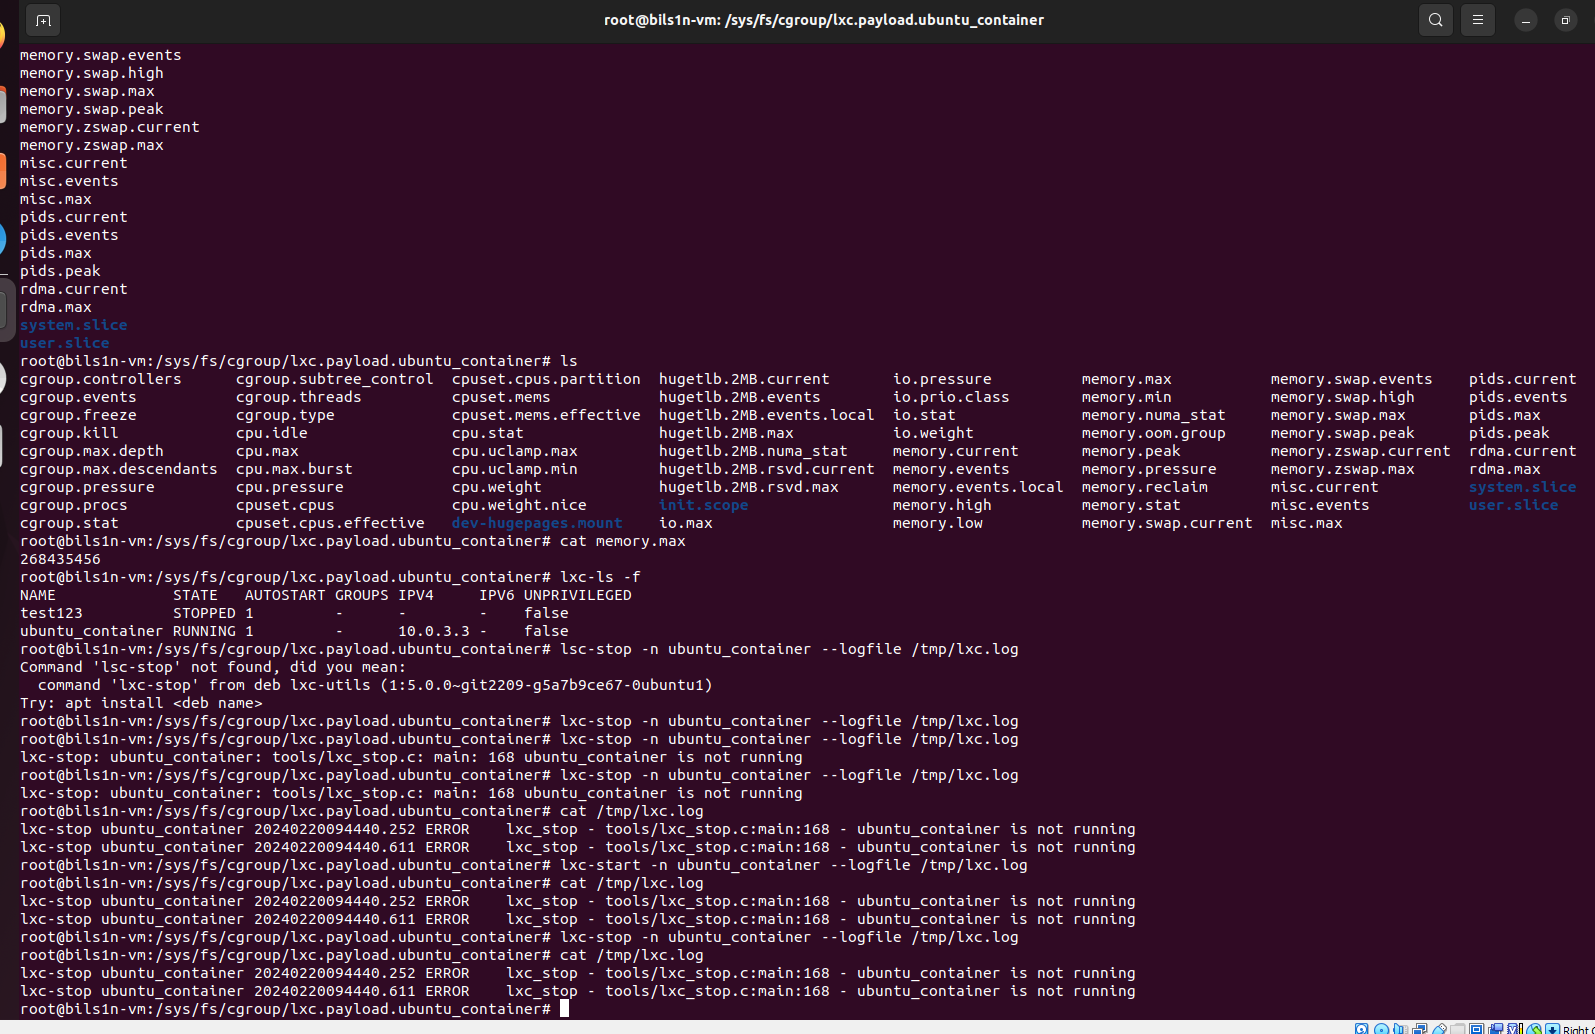 root@bils1n-vm: /sys/fs/cgroup/lxc.payload.ubuntu_container
memory.swap.events
memory.swap.high
memory.swap.max
memory.swap.peak
memory.zswap.current
memory.zswap.max
misc.current
misc.events
misc.max
pids.current
pids.events
pids.max
pids.peak
rdma.current
rdma.max
system.slice
user.slice
root@bils1n-vm:/sys/fs/cgroup/lxc.payload.ubuntu_container# ls
cgroup.controllers cgroup.subtree_control cpuset.cpus.partition hugetlb.2MB.current io.pressure memory.max memory.swap.events pids.current
cgroup.events cgroup.threads cpuset.mems hugetlb.2MB.events io.prio.class memory.min memory.swap.high pids.events
cgroup.freeze cgroup.type cpuset.mems.effective hugetlb.2MB.events.local io.stat memory.numa_stat memory.swap.max pids.max
cgroup.kill cpu.idle cpu.stat hugetlb.2MB.max io.weight memory.oom.group memory.swap.peak pids.peak
cgroup.max.depth cpu.max cpu.uclamp.max hugetlb.2MB.numa_stat memory.current memory.peak memory.zswap.current rdma.current
cgroup.max.descendants cpu.max.burst cpu.uclamp.min hugetlb.2MB.rsvd.current memory.events memory.pressure memory.zswap.max rdma.max
cgroup.pressure cpu.pressure cpu.weight hugetlb.2MB.rsvd.max memory.events.local memory.reclaim misc.current system.slice
cgroup.procs cpuset.cpus cpu.weight.nice init.scope memory.high memory.stat misc.events user.slice
cgroup.stat cpuset.cpus.effective dev-hugepages.mount io.max memory.low memory.swap.current misc.max
root@bils1n-vm:/sys/fs/cgroup/lxc.payload.ubuntu_container# cat memory.max
268435456
root@bils1n-vm:/sys/fs/cgroup/lxc.payload.ubuntu_container# lxc-ls -f
NAME STATE AUTOSTART GROUPS IPV4 IPV6 UNPRIVILEGED
test123 STOPPED 1 - - - false
ubuntu_container RUNNING 1 - 10.0.3.3 - false
root@bils1n-vm:/sys/fs/cgroup/lxc.payload.ubuntu_container# lsc-stop -n ubuntu_container --logfile /tmp/lxc.log
Command 'lsc-stop' not found, did you mean:
command 'lxc-stop' from deb lxc-utils (1:5.0.0~git2209-g5a7b9ce67-0ubuntu1)
Try: apt install <deb name>
root@bils1n-vm:/sys/fs/cgroup/lxc.payload.ubuntu_container# lxc-stop -n ubuntu_container --logfile /tmp/lxc.log
root@bils1n-vm:/sys/fs/cgroup/lxc.payload.ubuntu_container# lxc-stop -n ubuntu_container --logfile /tmp/lxc.log
lxc-stop: ubuntu_container: tools/lxc_stop.c: main: 168 ubuntu_container is not running
root@bils1n-vm:/sys/fs/cgroup/lxc.payload.ubuntu_container# lxc-stop -n ubuntu_container --logfile /tmp/lxc.log
lxc-stop: ubuntu_container: tools/lxc_stop.c: main: 168 ubuntu_container is not running
root@bils1n-vm:/sys/fs/cgroup/lxc.payload.ubuntu_container# cat /tmp/lxc.log
lxc-stop ubuntu_container 20240220094440.252 ERROR lxc_stop - tools/lxc_stop.c:main:168 - ubuntu_container is not running
lxc-stop ubuntu_container 20240220094440.611 ERROR lxc_stop - tools/lxc_stop.c:main:168 - ubuntu_container is not running
root@bils1n-vm:/sys/fs/cgroup/lxc.payload.ubuntu_container# lxc-start -n ubuntu_container --logfile /tmp/lxc.log
root@bils1n-vm:/sys/fs/cgroup/lxc.payload.ubuntu_container# cat /tmp/lxc.log
lxc-stop ubuntu_container 20240220094440.252 ERROR lxc_stop - tools/lxc_stop.c:main:168 - ubuntu_container is not running
lxc-stop ubuntu_container 20240220094440.611 ERROR lxc_stop - tools/lxc_stop.c:main:168 - ubuntu_container is not running
root@bils1n-vm:/sys/fs/cgroup/lxc.payload.ubuntu_container# lxc-stop -n ubuntu_container --logfile /tmp/lxc.log
root@bils1n-vm:/sys/fs/cgroup/lxc.payload.ubuntu_container# cat /tmp/lxc.log
lxc-stop ubuntu_container 20240220094440.252 ERROR lxc_stop - tools/lxc_stop.c:main:168 - ubuntu_container is not running
lxc-stop ubuntu_container 20240220094440.611 ERROR lxc_stop - tools/lxc_stop.c:main:168 - ubuntu_container is not running
root@bils1n-vm:/sys/fs/cgroup/lxc.payload.ubuntu_container#
Right